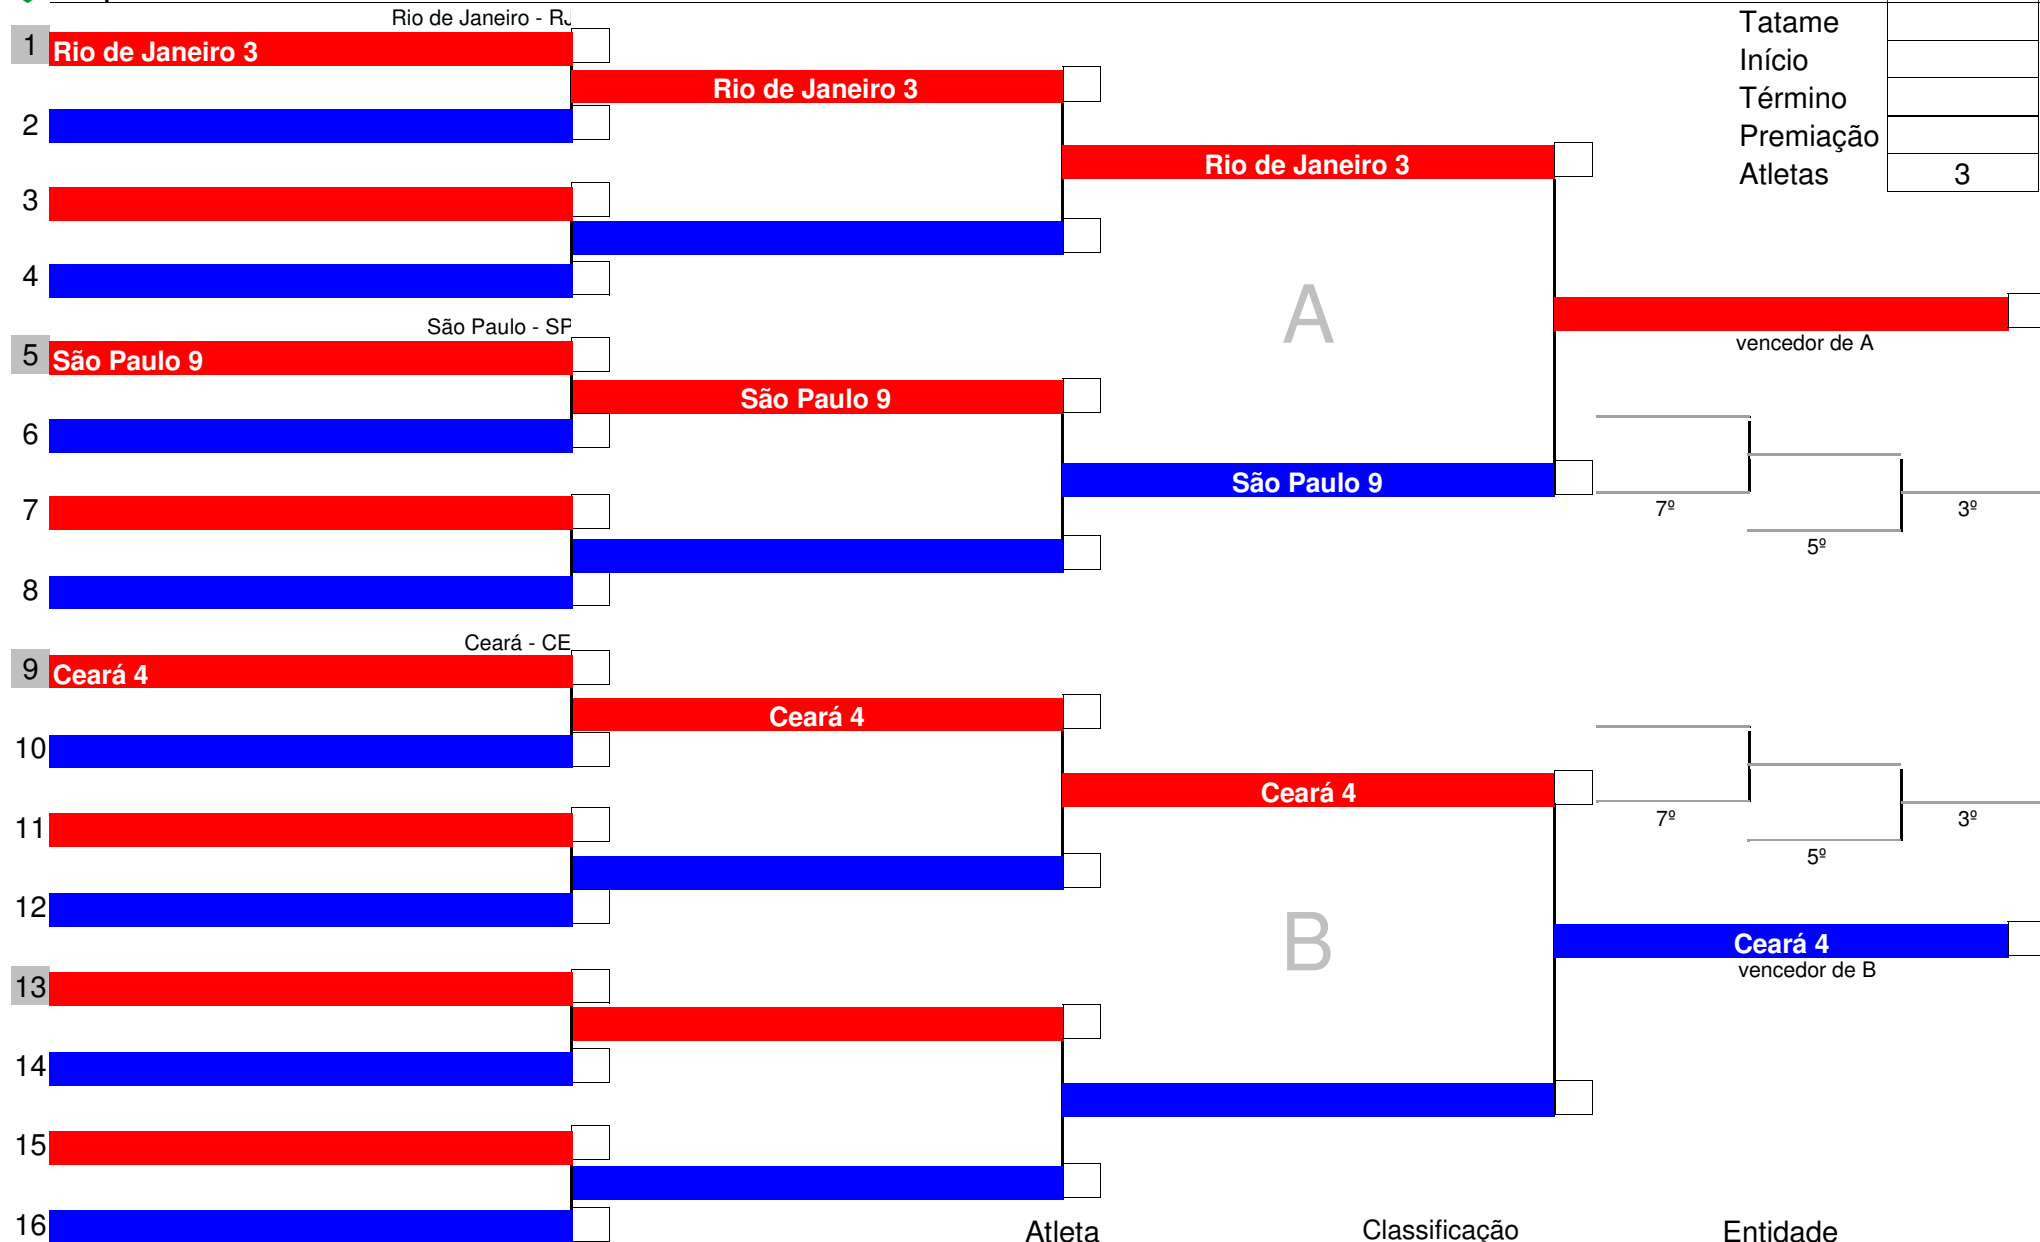 Rio de Janeiro - RJ
Tatame
1 Rio de Janeiro 3
Início
Rio de Janeiro 3
Término
2
Premiação
Rio de Janeiro 3
Atletas 3
3
4
A
São Paulo - SP
vencedor de A
5 São Paulo 9
São Paulo 9
6
São Paulo 9
7
7º 3º
5º
8
Ceará - CE
9 Ceará 4
Ceará 4
10
Ceará 4
11
7º 3º
5º
12
B
Ceará 4
vencedor de B
13
14
15
16
Atleta Classificação Entidade